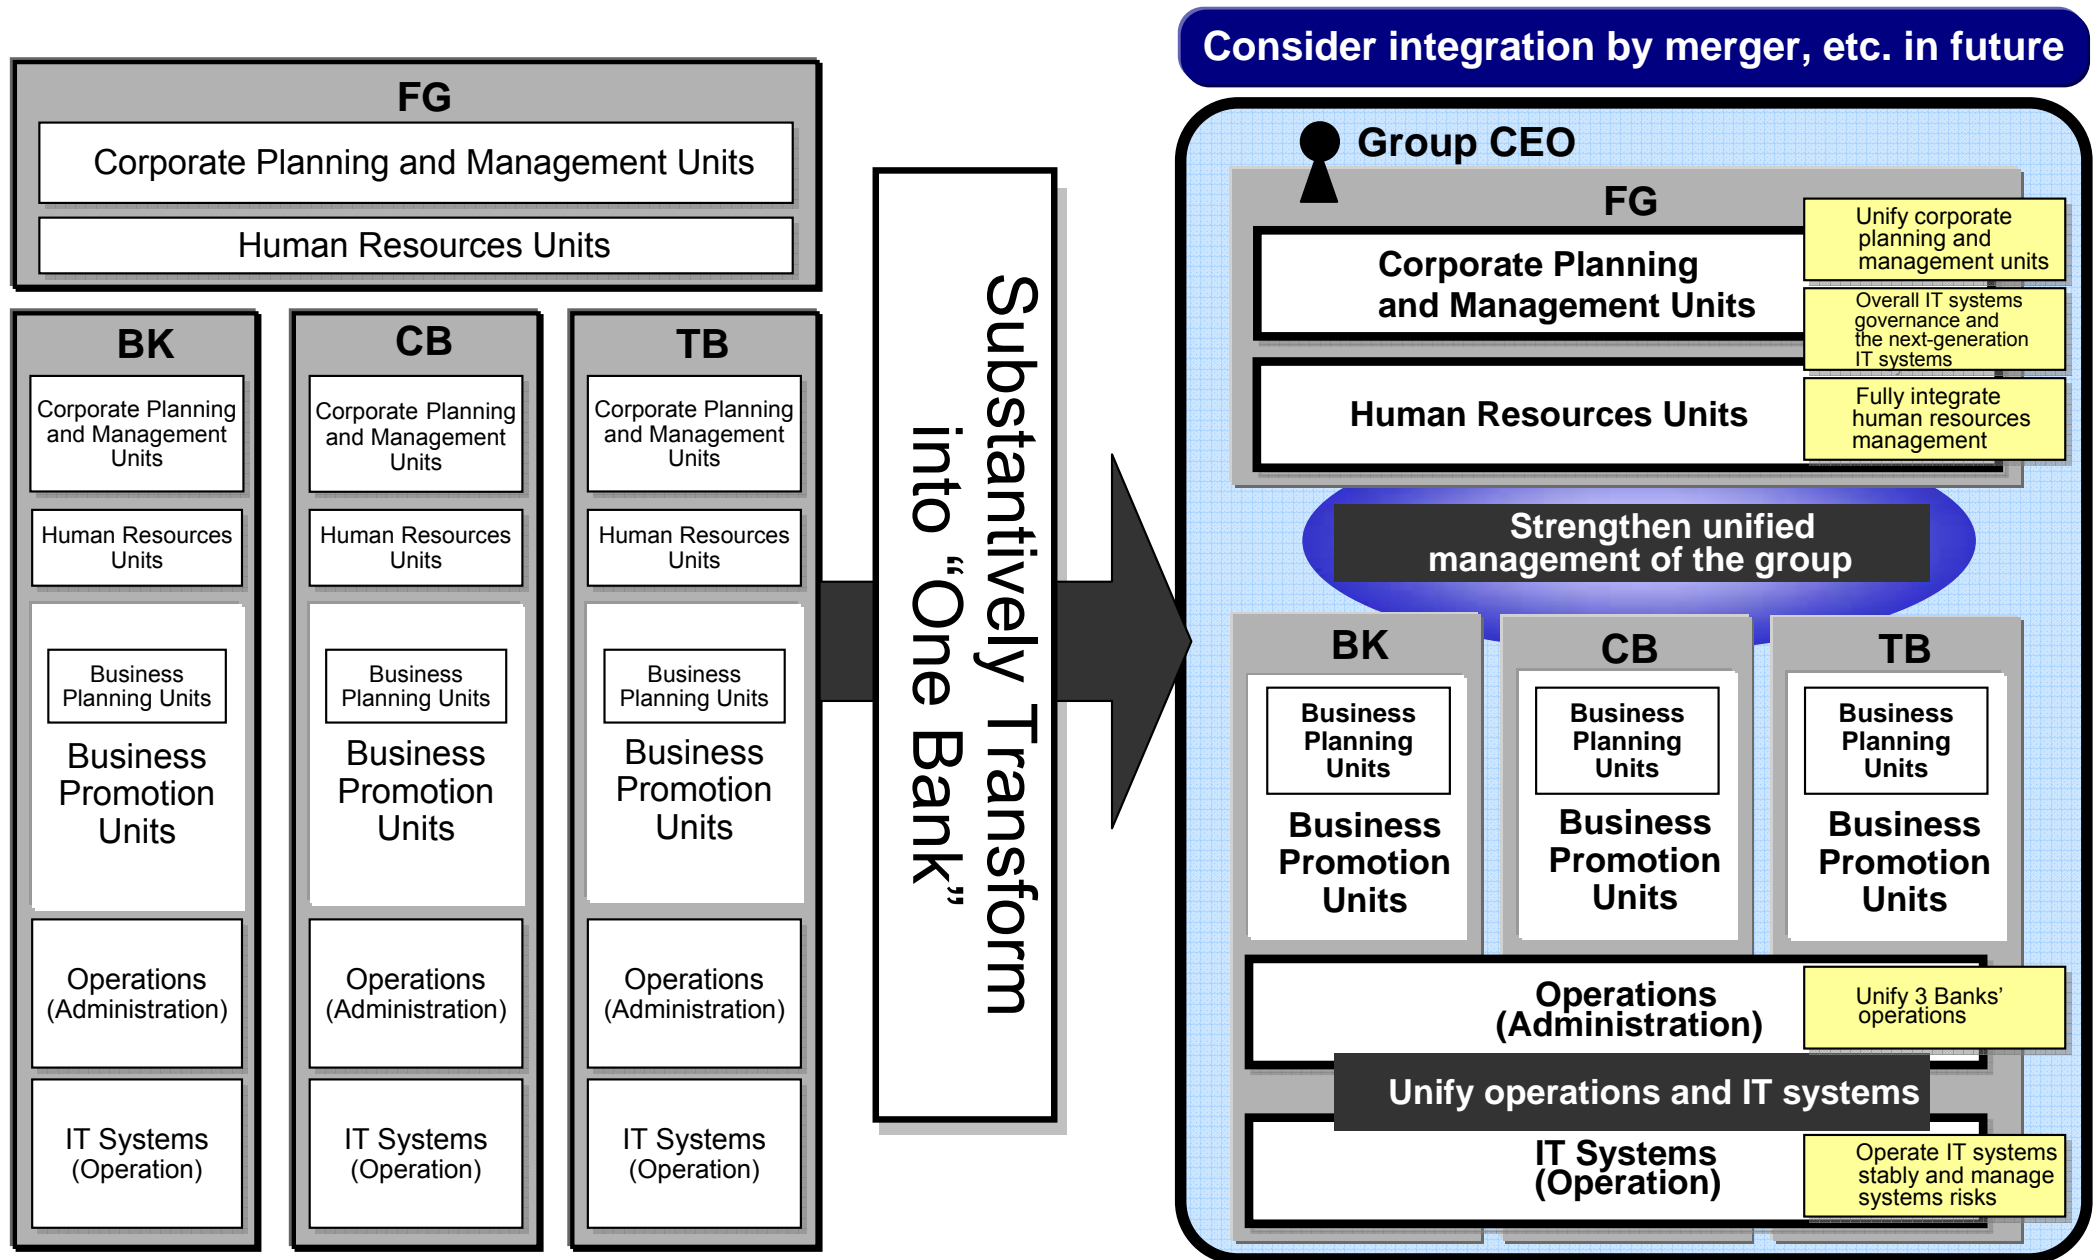 Consider integration by merger, etc. in future
FG
Corporate Planning and Management Units
Human Resources Units
BK
Corporate Planning
and Management
Units
Human Resources
Units
Business
Planning Units
Business
Promotion
Units
Operations
(Administration)
IT Systems
(Operation)
CB
Corporate Planning
and Management
Units
Human Resources
Units
Business
Planning Units
Business
Promotion
Units
Operations
(Administration)
IT Systems
(Operation)
TB
Corporate Planning
and Management
Units
Human Resources
Units
Business
Planning Units
Business
Promotion
Units
Operations
(Administration)
IT Systems
(Operation)
Substantively Transform
into “One Bank”
Group CEO
FG
Corporate Planning
and Management Units
Unify corporate
planning and
management units
Overall IT systems
governance and
the next-generation
IT systems
Human Resources Units
Fully integrate
human resources
management
Strengthen unified
management of the group
BK
Business
Planning
Units
Business
Promotion
Units
CB
Business
Planning
Units
Business
Promotion
Units
TB
Business
Planning
Units
Business
Promotion
Units
Operations
(Administration)
Unify 3 Banks’
operations
Unify operations and IT systems
IT Systems
(Operation)
Operate IT systems
stably and manage
systems risks